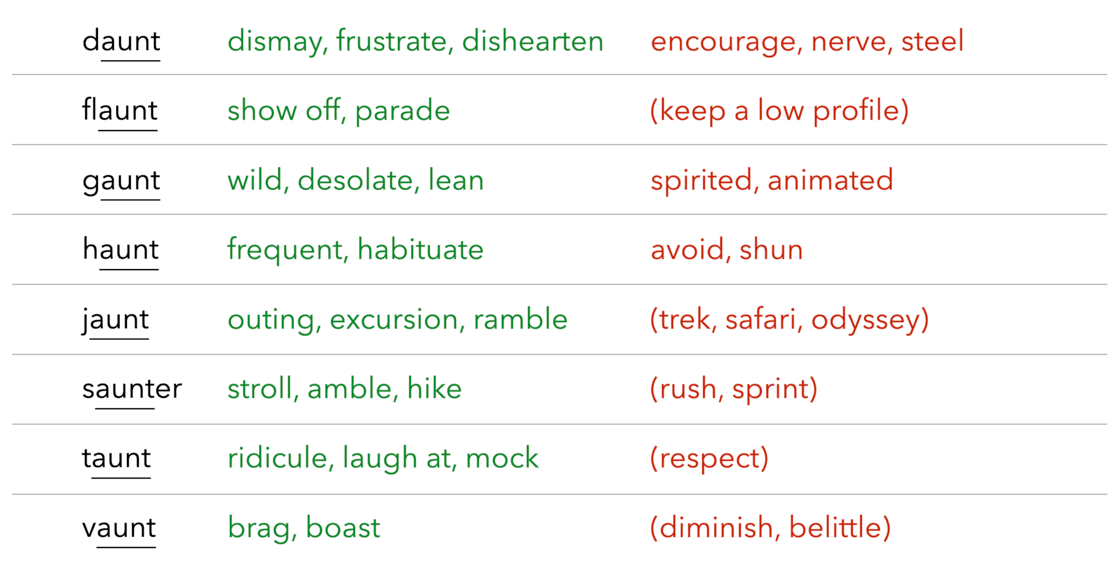 daunt dismay, frustrate, dishearten encourage, nerve, steel
flaunt show off, parade (keep a low profile)
gaunt wild, desolate, lean spirited, animated
haunt frequent, habituate avoid, shun
jaunt outing, excursion, ramble (trek, safari, odyssey)
saunter stroll, amble, hike (rush, sprint)
taunt ridicule, laugh at, mock (respect)
vaunt brag, boast (diminish, belittle)